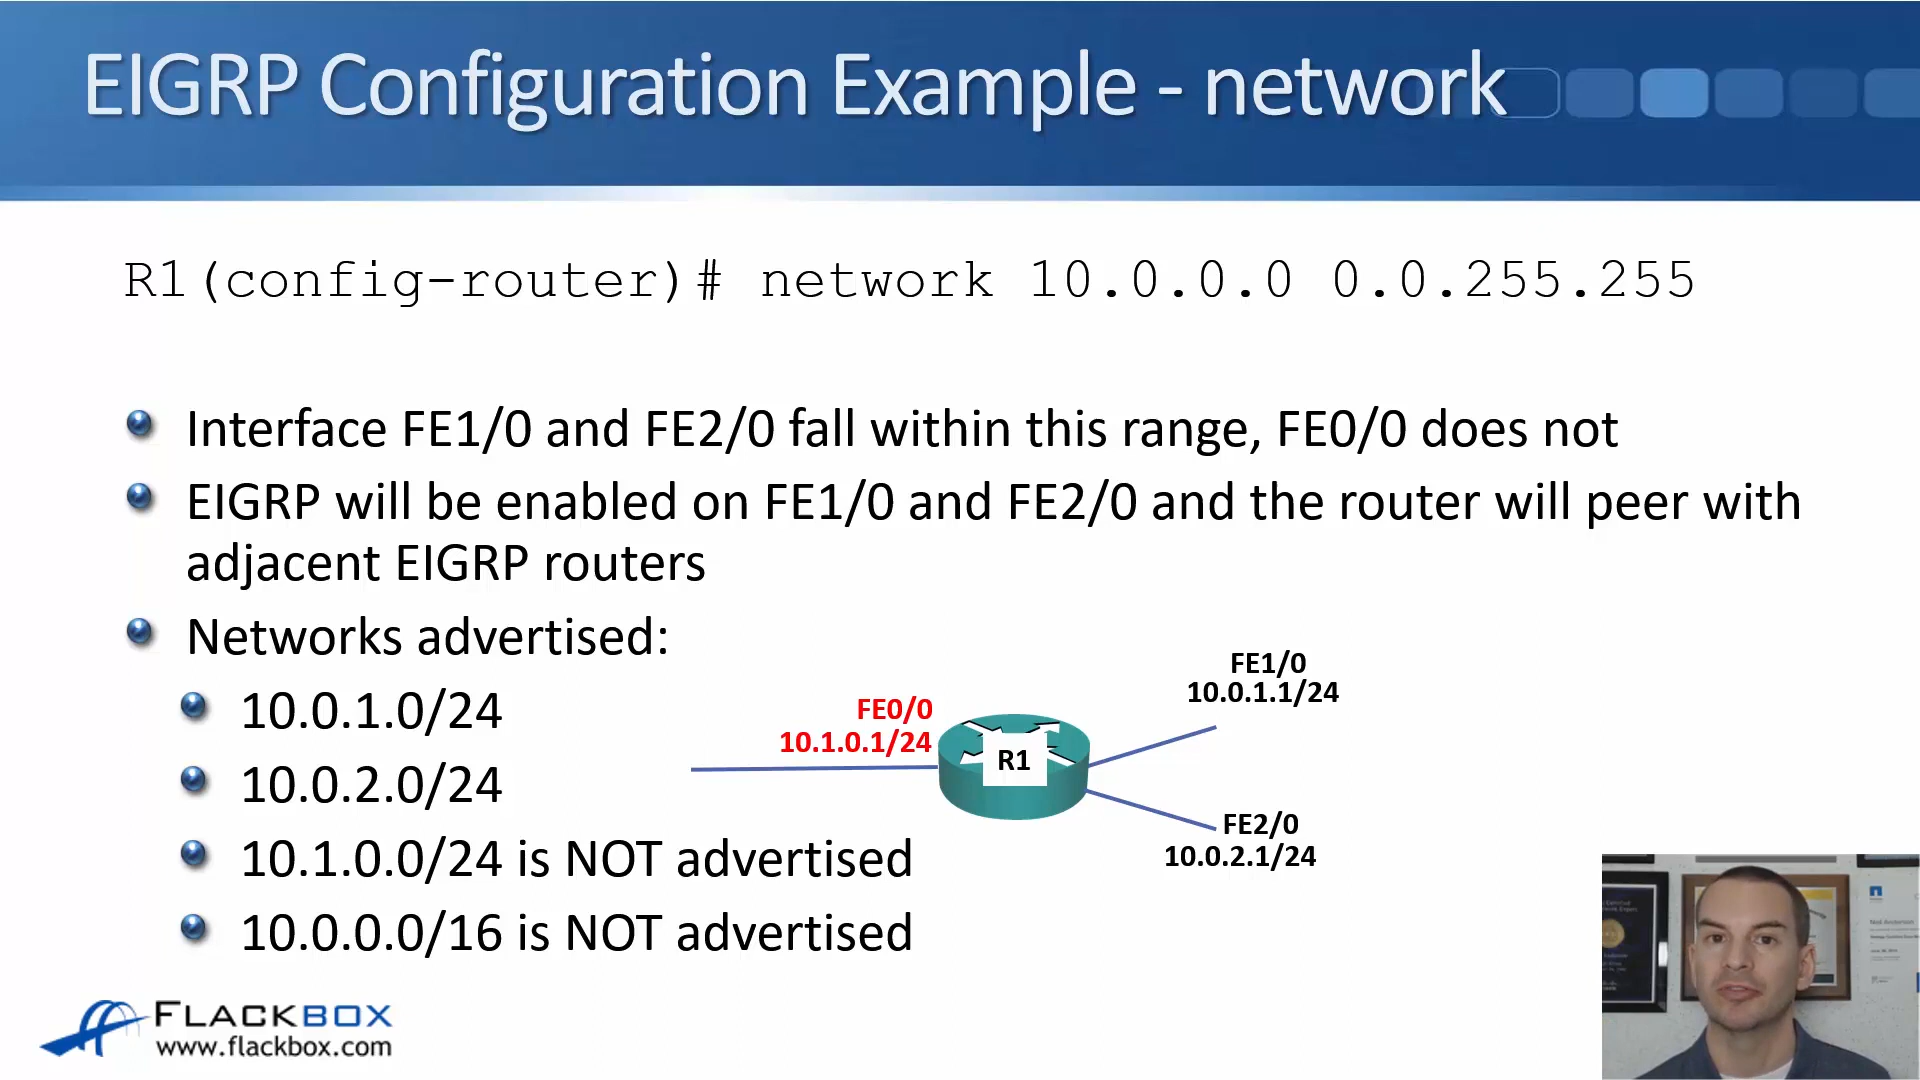 EIGRP Configuration Example - network
R1(config-router)# network 10.0.0.0 0.0.255.255
Interface FE1/0 and FE2/0 fall within this range, FE0/0 does not
EIGRP will be enabled on FE1/0 and FE2/0 and the router will peer with
adjacent EIGRP routers
Networks advertised:
10.0.1.0/24
10.0.2.0/24
10.1.0.0/24 is NOT advertised
10.0.0.0/16 is NOT advertised
FE0/0
10.1.0.1/24
R1
FE1/0
10.0.1.1/24
FE2/0
10.0.2.1/24
FLACKBOX
www.flackbox.com